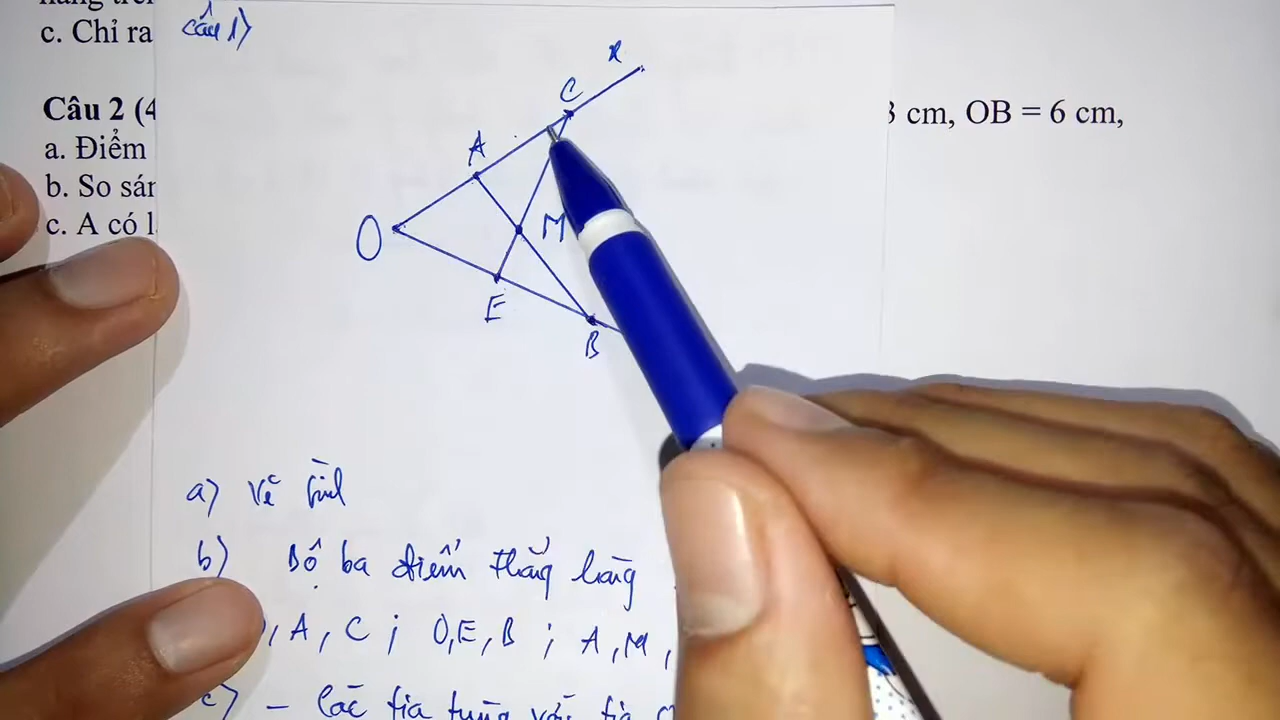 c. Chỉ ra
câu 1)
x
C
Câu 2 (4
3 cm, OB = 6 cm,
A
a. Điểm
b. So sán
c. A có l
O
M
E
B
a) Vẽ hình
b) Bộ ba điểm thẳng hàng
, A, C; O,E,B; A,M,
c) - Các tia trùng với tia